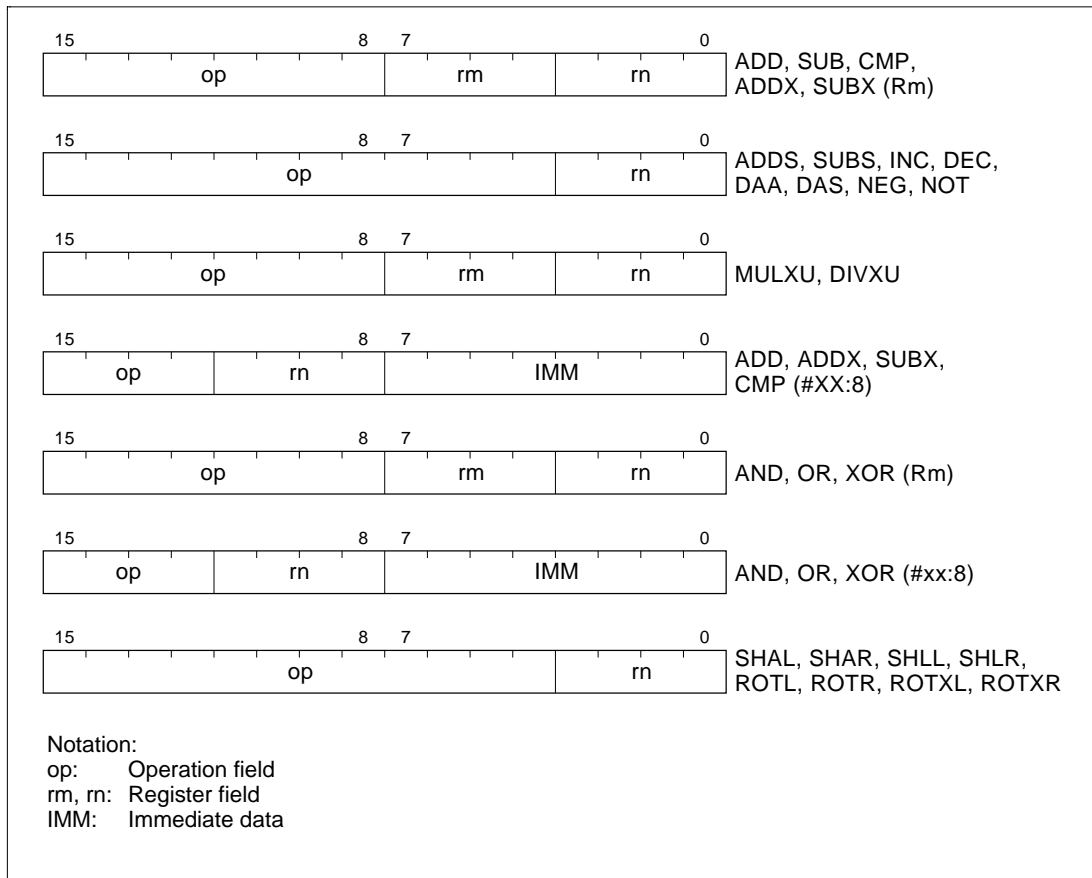 15 8 7 0
op rm rn
ADD, SUB, CMP,
ADDX, SUBX (Rm)
15 8 7 0
op rn
ADDS, SUBS, INC, DEC,
DAA, DAS, NEG, NOT
15 8 7 0
op rm rn
MULXU, DIVXU
15 8 7 0
op rn IMM
ADD, ADDX, SUBX,
CMP (#XX:8)
15 8 7 0
op rm rn
AND, OR, XOR (Rm)
15 8 7 0
op rn IMM
AND, OR, XOR (#xx:8)
15 8 7 0
op rn
SHAL, SHAR, SHLL, SHLR,
ROTL, ROTR, ROTXL, ROTXR
Notation:
op: Operation field
rm, rn: Register field
IMM: Immediate data